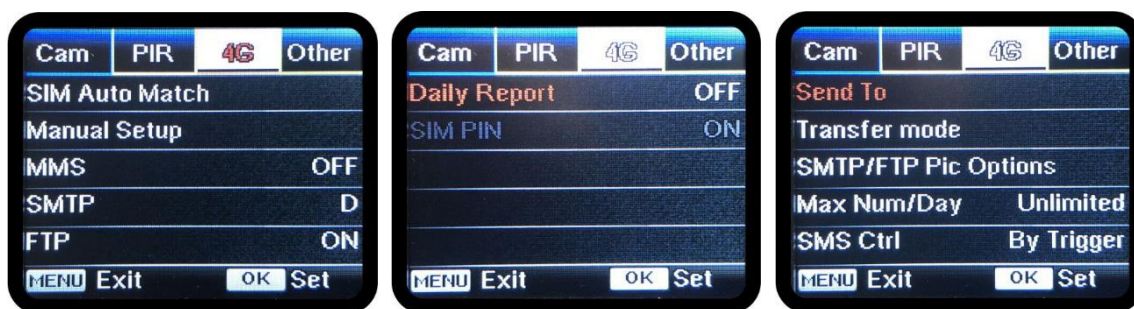 Cam PIR 4G Other
SIM Auto Match
Manual Setup
MMS OFF
SMTP D
FTP ON
MENU Exit OK Set
Cam PIR 4G Other
Daily Report OFF
SIM PIN ON
MENU Exit OK Set
Cam PIR 4G Other
Send To
Transfer mode
SMTP/FTP Pic Options
Max Num/Day Unlimited
SMS Ctrl By Trigger
MENU Exit OK Set